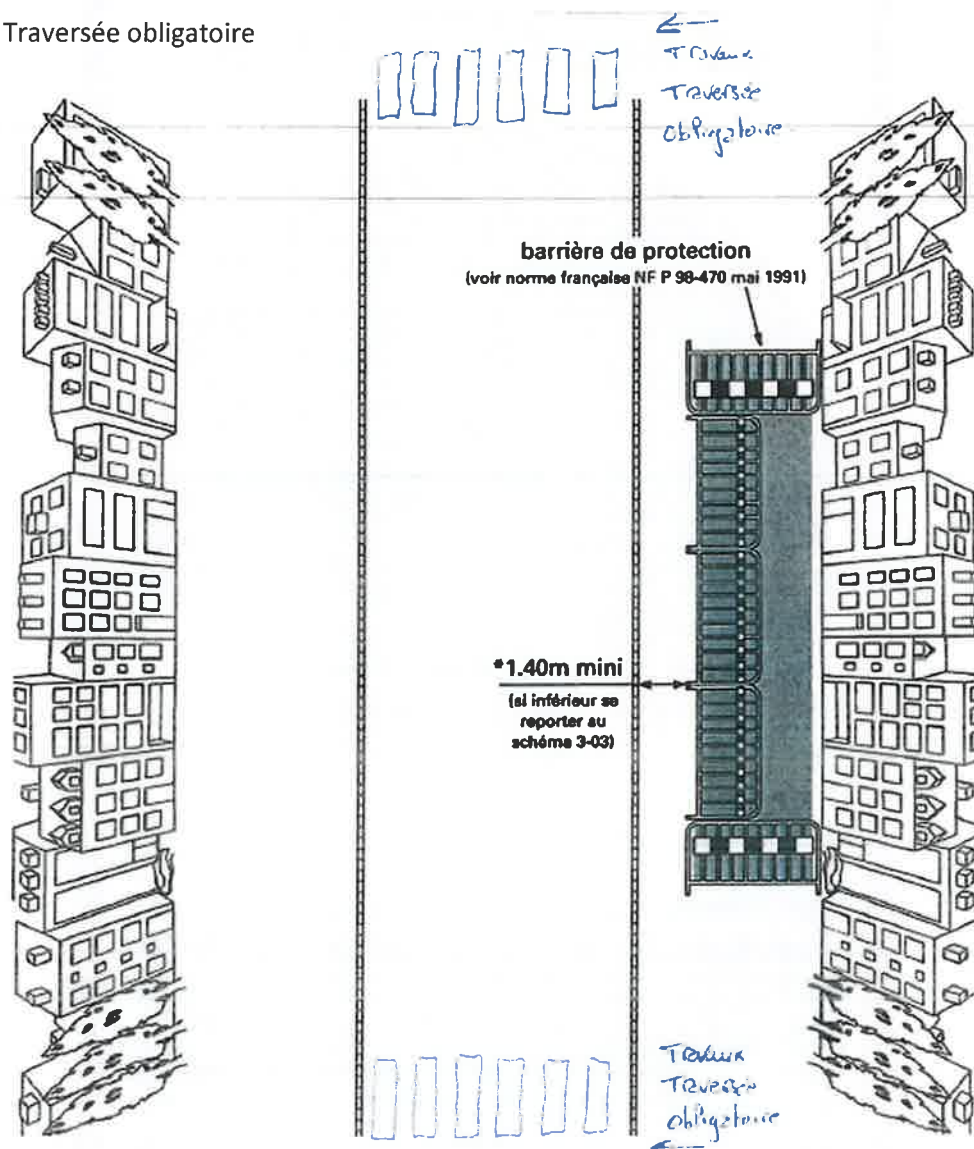 Traversée obligatoire
Travaux
Traversée
Obligatoire
barrière de protection
(voir norme française NF P 98-470 mai 1991)
*1.40m mini
(si inférieur se
reporter au
schéma 3-03)
Travaux
Traversée
Obligatoire